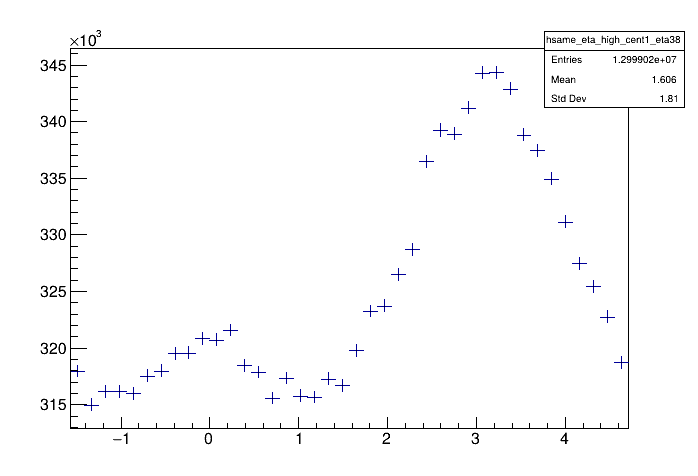 ×10³
hsame_eta_high_cent1_eta38
Entries 1.299902e+07
Mean 1.606
Std Dev 1.81
345
340
335
330
325
320
315
−1 0 1 2 3 4